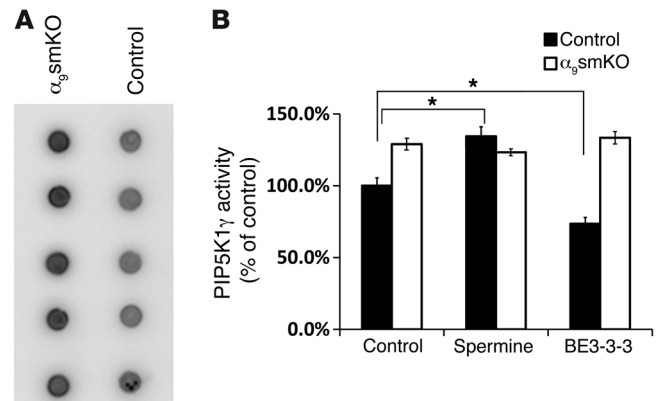 A
α9smKO
Control
B
Control
α9smKO
*
*
PIP5K1γ activity
(% of control)
150.0%
100.0%
50.0%
0.0%
Control Spermine BE3-3-3